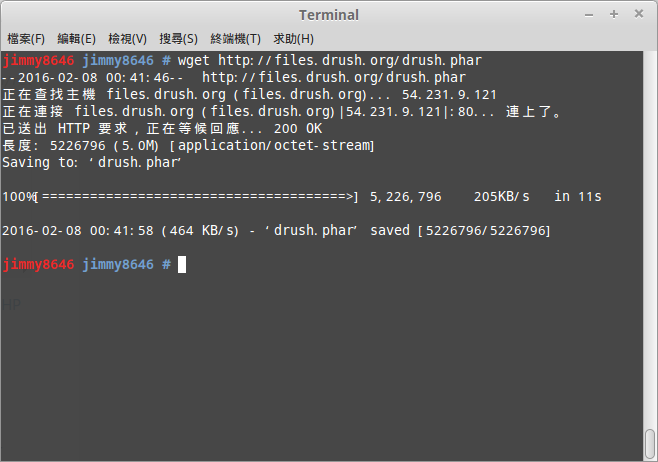 Terminal
檔案(F) 編輯(E) 檢視(V) 搜尋(S) 終端機(T) 求助(H)
jimmy8646 jimmy8646 # wget http://files.drush.org/drush.phar
--2016-02-08 00:41:46--  http://files.drush.org/drush.phar
正在查找主機 files.drush.org (files.drush.org)... 54.231.9.121
正在連接 files.drush.org (files.drush.org)|54.231.9.121|:80... 連上了。
已送出 HTTP 要求，正在等候回應... 200 OK
長度: 5226796 (5.0M) [application/octet-stream]
Saving to: ‘drush.phar’
100%[======================================>] 5,226,796    205KB/s   in 11s
2016-02-08 00:41:58 (464 KB/s) - ‘drush.phar’ saved [5226796/5226796]
jimmy8646 jimmy8646 #